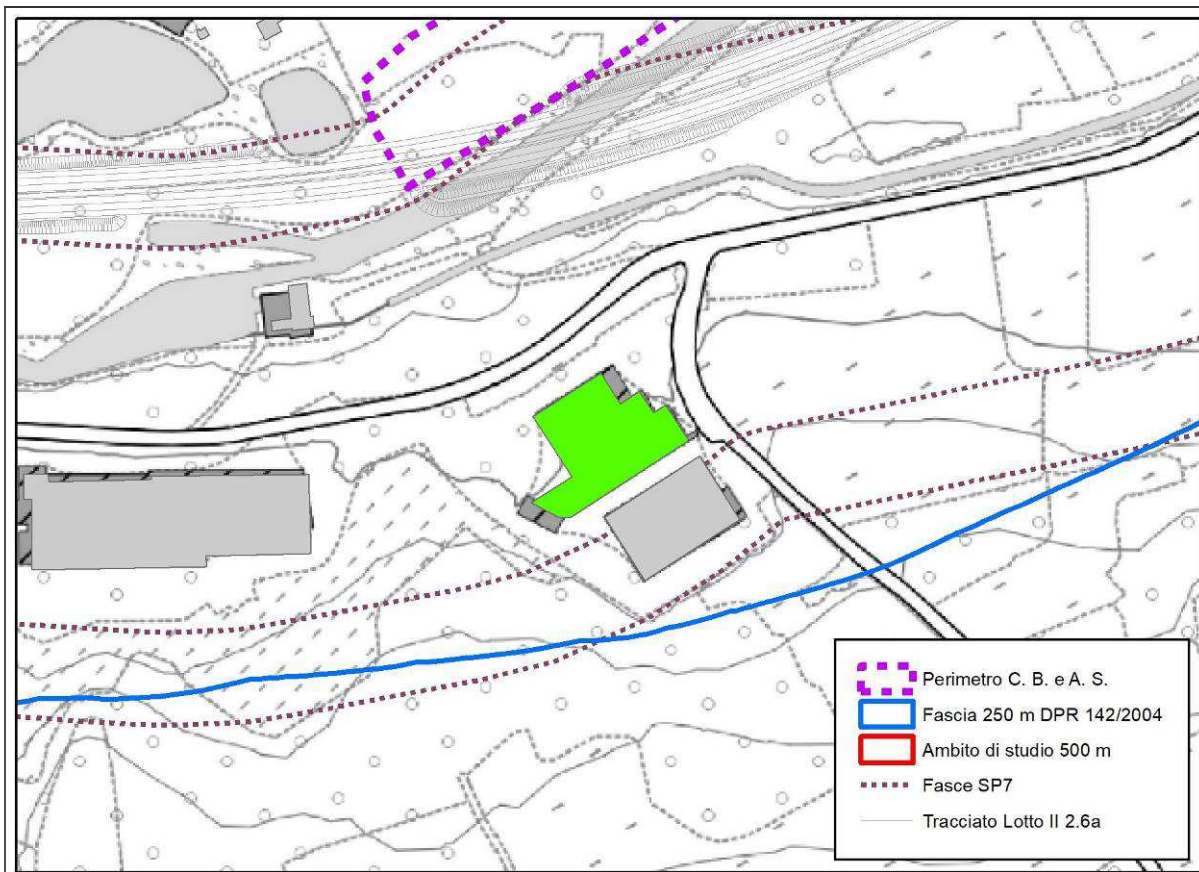 Perimetro C. B. e A. S.
Fascia 250 m DPR 142/2004
Ambito di studio 500 m
Fasce SP7
Tracciato Lotto II 2.6a